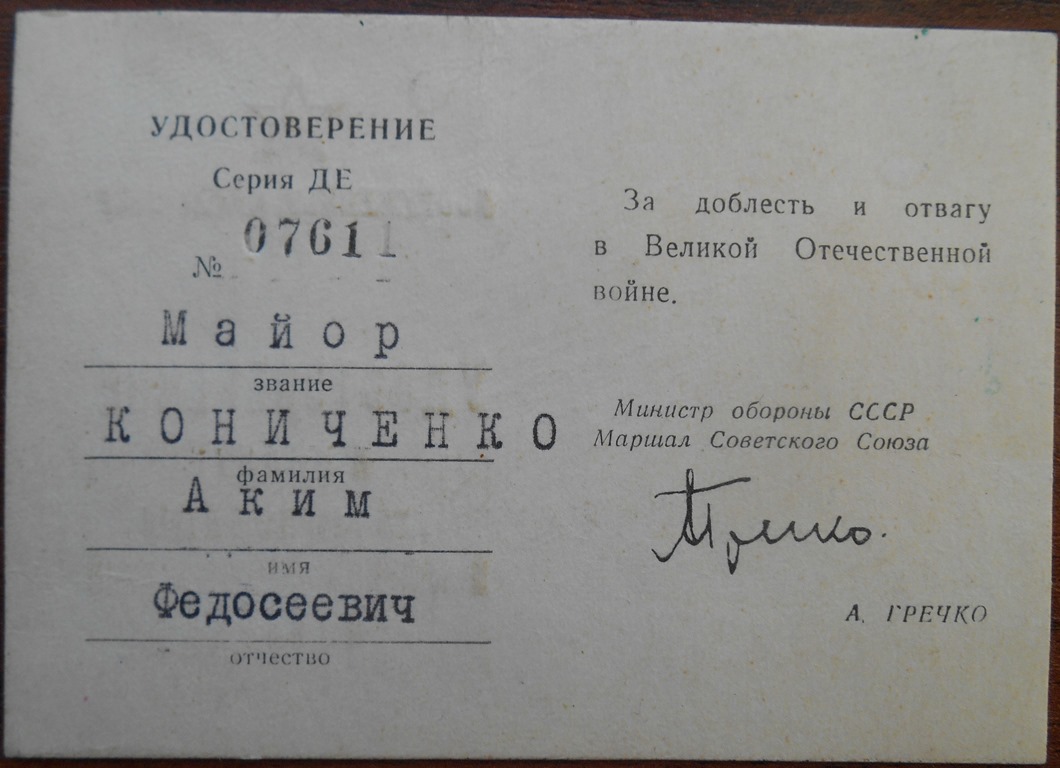 УДОСТОВЕРЕНИЕ
Серия ДЕ
№ 07611
Майор
звание
КОНИЧЕНКО
фамилия
Аким
имя
Федосеевич
отчество
За доблесть и отвагу
в Великой Отечественной
войне.
Министр обороны СССР
Маршал Советского Союза
АГречко.
А. ГРЕЧКО